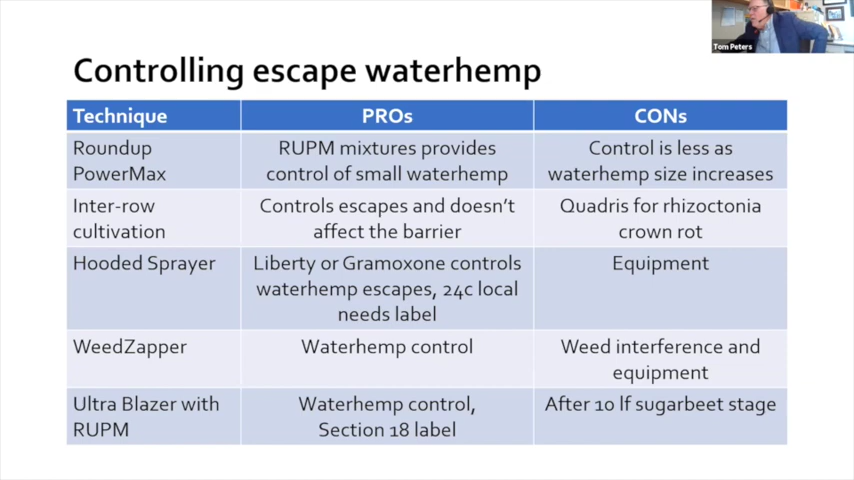 Tom Peters
Controlling escape waterhemp
Technique PROs CONs
Roundup PowerMax
RUPM mixtures provides control of small waterhemp
Control is less as waterhemp size increases
Inter-row cultivation
Controls escapes and doesn't affect the barrier
Quadris for rhizoctonia crown rot
Hooded Sprayer
Liberty or Gramoxone controls waterhemp escapes, 24c local needs label
Equipment
WeedZapper
Waterhemp control
Weed interference and equipment
Ultra Blazer with RUPM
Waterhemp control, Section 18 label
After 10 lf sugarbeet stage